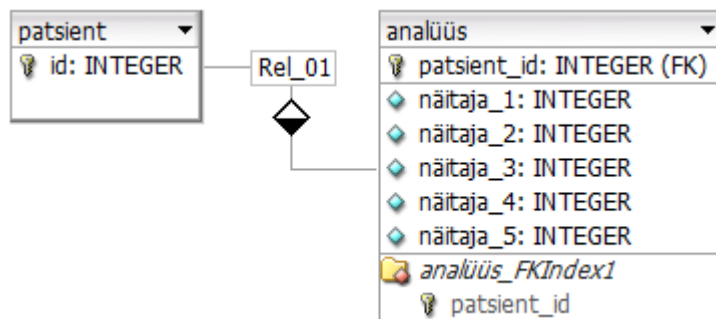 patsient
id: INTEGER
Rel_01
analüüs
patsient_id: INTEGER (FK)
näitaja_1: INTEGER
näitaja_2: INTEGER
näitaja_3: INTEGER
näitaja_4: INTEGER
näitaja_5: INTEGER
analüüs_FKIndex1
patsient_id